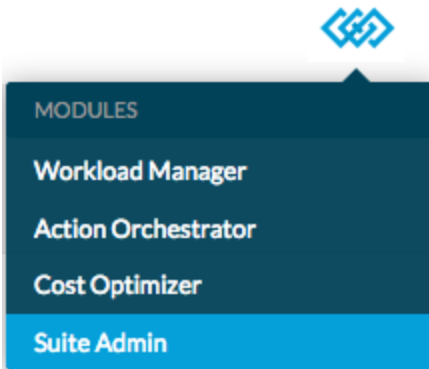 MODULES
Workload Manager
Action Orchestrator
Cost Optimizer
Suite Admin